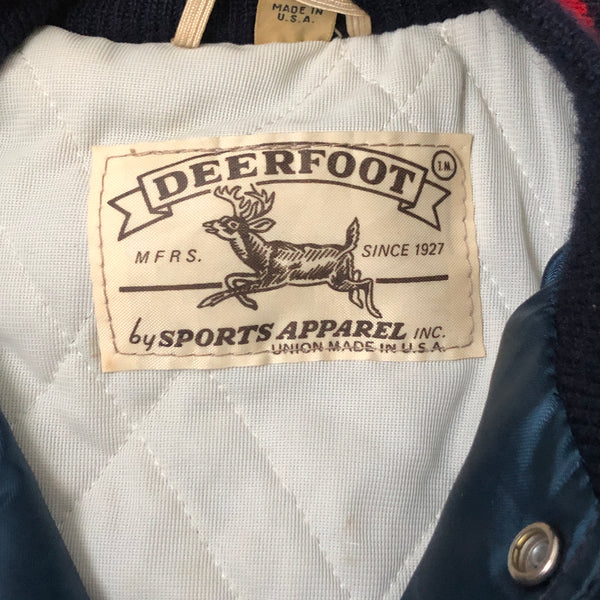 MADE IN
U.S.A.
DEERFOOT
T.M.
MFRS. SINCE 1927
by SPORTS APPAREL INC.
UNION MADE IN U.S.A.